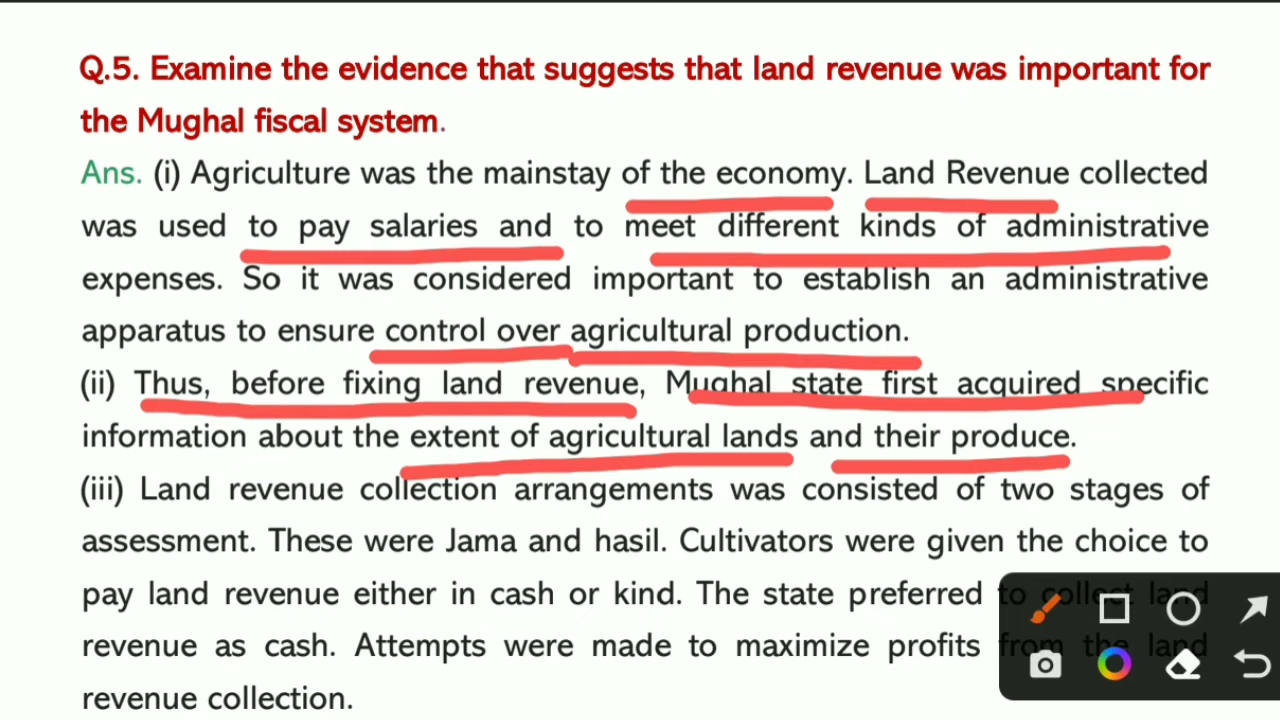 Q.5. Examine the evidence that suggests that land revenue was important for
the Mughal fiscal system.
Ans. (i) Agriculture was the mainstay of the economy. Land Revenue collected
was used to pay salaries and to meet different kinds of administrative
expenses. So it was considered important to establish an administrative
apparatus to ensure control over agricultural production.
(ii) Thus, before fixing land revenue, Mughal state first acquired specific
information about the extent of agricultural lands and their produce.
(iii) Land revenue collection arrangements was consisted of two stages of
assessment. These were Jama and hasil. Cultivators were given the choice to
pay land revenue either in cash or kind. The state preferred to collect land
revenue as cash. Attempts were made to maximize profits from the land
revenue collection.